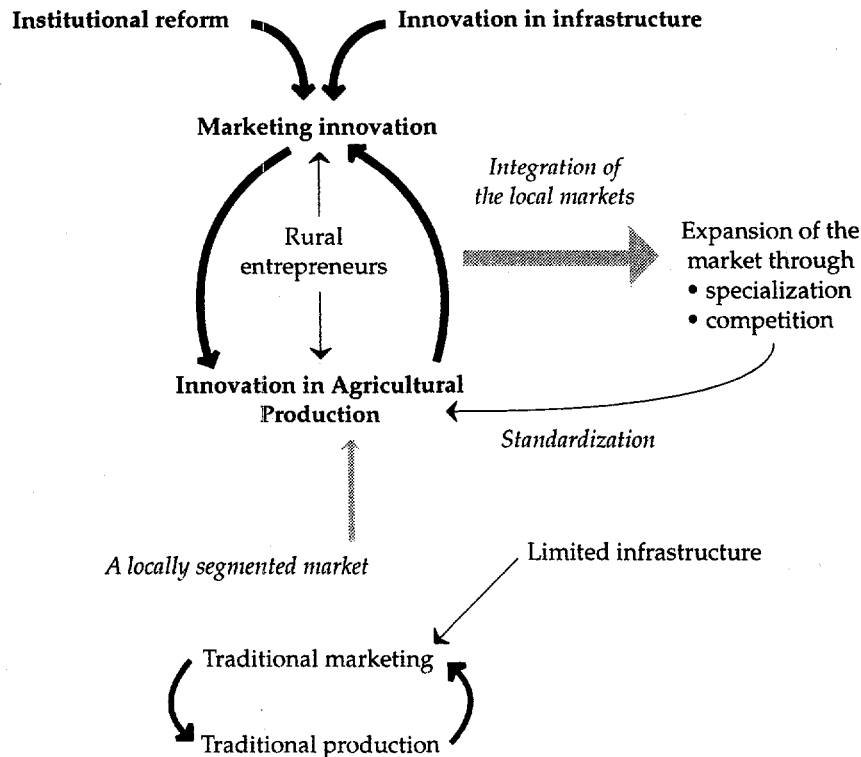 Institutional reform
Innovation in infrastructure
Marketing innovation
Integration of
the local markets
Rural
entrepreneurs
Expansion of the
market through
• specialization
• competition
Innovation in Agricultural
Production
Standardization
A locally segmented market
Limited infrastructure
Traditional marketing
Traditional production